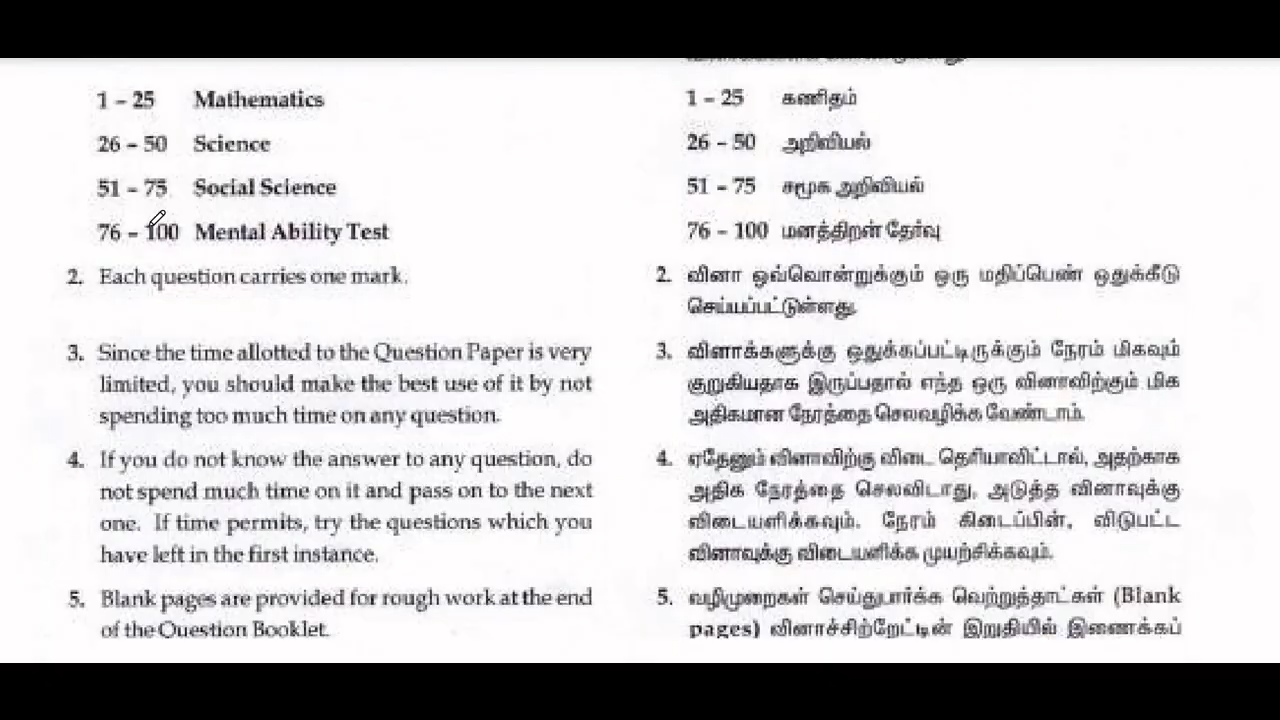 1 – 25 Mathematics
26 – 50 Science
51 – 75 Social Science
76 – 100 Mental Ability Test
2. Each question carries one mark.
3. Since the time allotted to the Question Paper is very
limited, you should make the best use of it by not
spending too much time on any question.
4. If you do not know the answer to any question, do
not spend much time on it and pass on to the next
one. If time permits, try the questions which you
have left in the first instance.
5. Blank pages are provided for rough work at the end
of the Question Booklet.
1 – 25 கணிதம்
26 – 50 அறிவியல்
51 – 75 சமூக அறிவியல்
76 – 100 மனத்திறன் தேர்வு
2. வினா ஒவ்வொன்றுக்கும் ஒரு மதிப்பெண் ஒதுக்கீடு
செய்யப்பட்டுள்ளது.
3. வினாக்களுக்கு ஒதுக்கப்பட்டிருக்கும் நேரம் மிகவும்
குறுகியதாக இருப்பதால் எந்த ஒரு வினாவிற்கும் மிக
அதிகமான நேரத்தை செலவழிக்க வேண்டாம்.
4. ஏதேனும் வினாவிற்கு விடை தெரியாவிட்டால், அதற்காக
அதிக நேரத்தை செலவிடாது, அடுத்த வினாவுக்கு
விடையளிக்கவும். நேரம் கிடைப்பின், விடுபட்ட
வினாவுக்கு விடையளிக்க முயற்சிக்கவும்.
5. வழிமுறைகள் செய்துபார்க்க வெற்றுத்தாட்கள் (Blank
pages) வினாச்சிற்றேட்டின் இறுதியில் இணைக்கப்